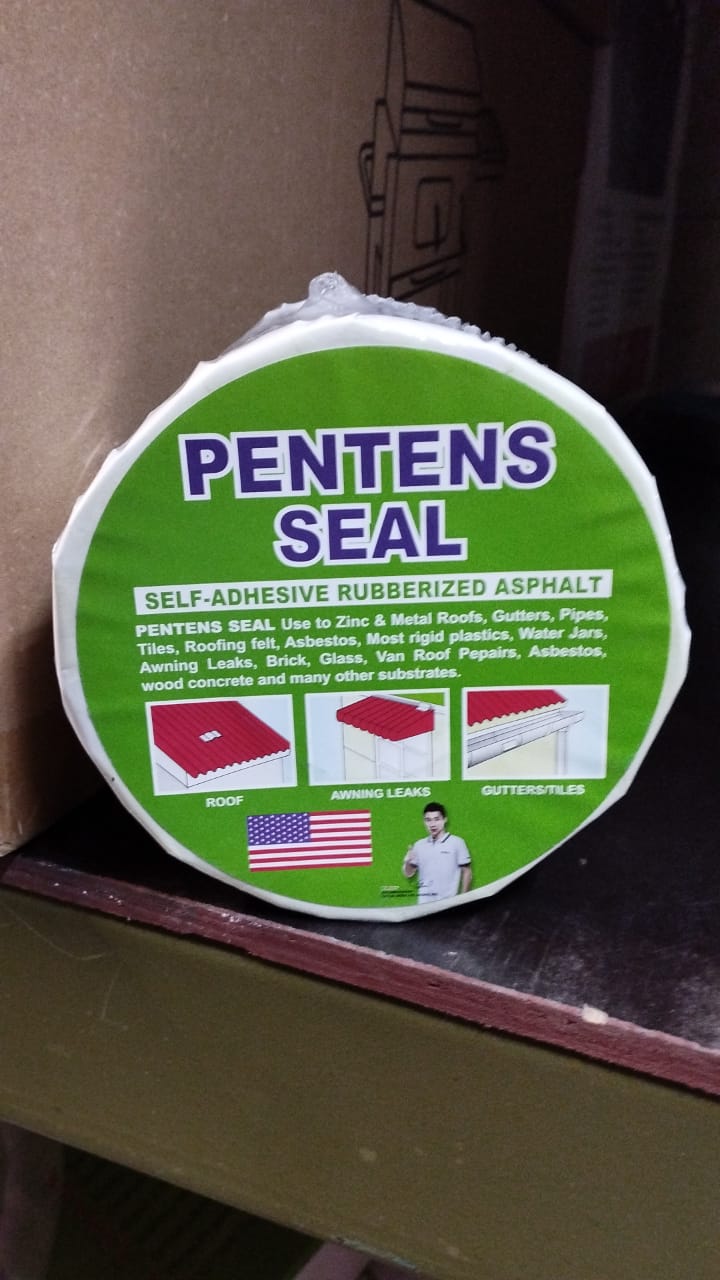 PENTENS
SEAL
SELF-ADHESIVE RUBBERIZED ASPHALT
PENTENS SEAL Use to Zinc & Metal Roofs, Gutters, Pipes,
Tiles, Roofing felt, Asbestos, Most rigid plastics, Water Jars,
Awning Leaks, Brick, Glass, Van Roof Pepairs, Asbestos,
wood concrete and many other substrates.
ROOF
AWNING LEAKS
GUTTERS/TILES